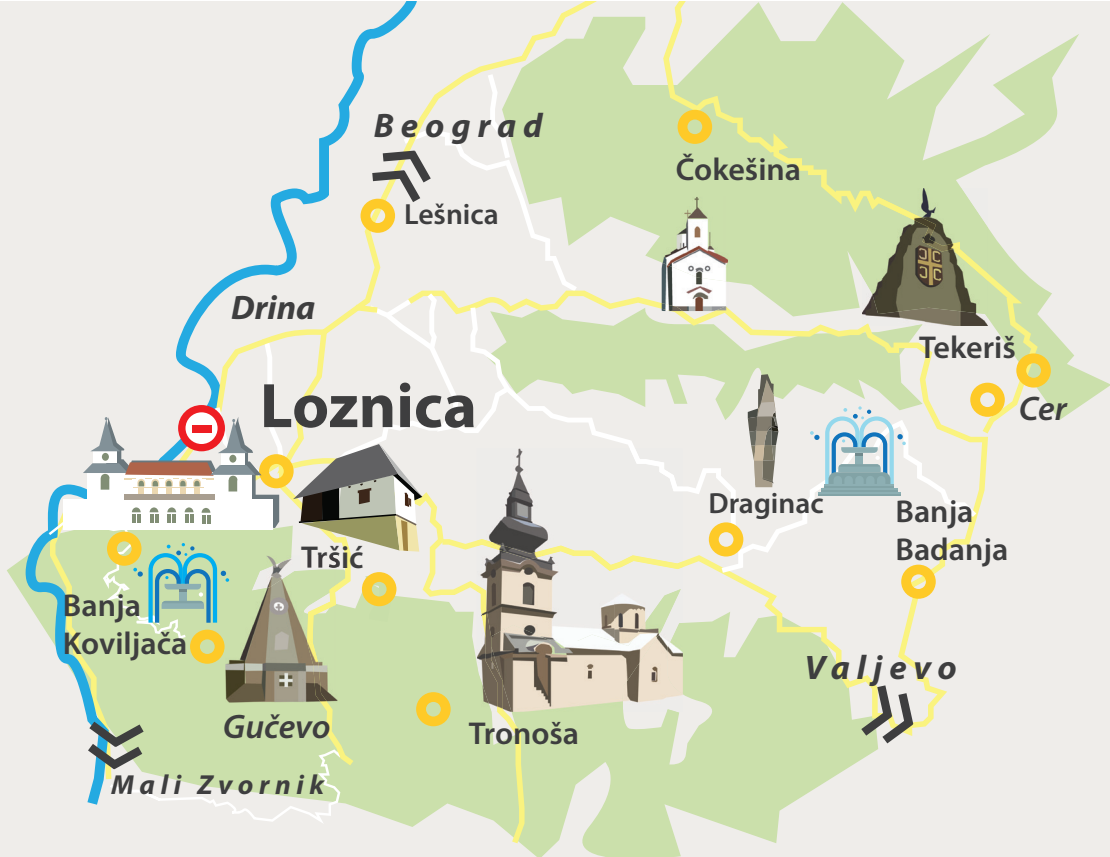 Beograd
Čokešina
Lešnica
Drina
Tekeriš
Loznica
Cer
Draginac
Banja
Badanja
Tršić
Banja
Koviljača
Valjevo
Gučevo
Tronoša
Mali Zvornik